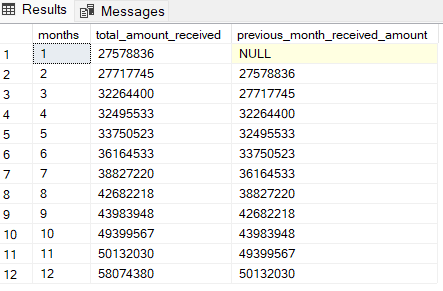 Results Messages
months total_amount_received previous_month_received_amount
1 1 27578836 NULL
2 2 27717745 27578836
3 3 32264400 27717745
4 4 32495533 32264400
5 5 33750523 32495533
6 6 36164533 33750523
7 7 38827220 36164533
8 8 42682218 38827220
9 9 43983948 42682218
10 10 49399567 43983948
11 11 50132030 49399567
12 12 58074380 50132030